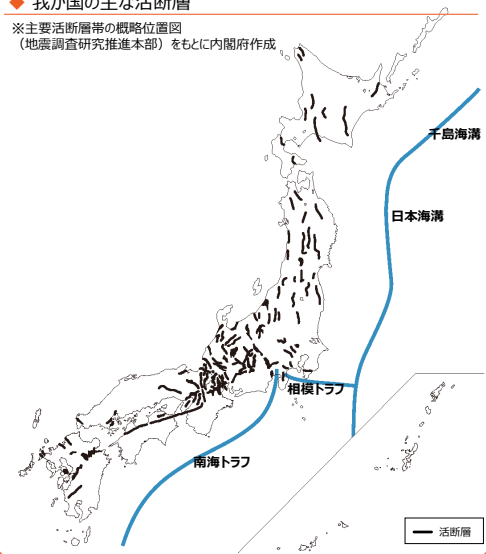 ◆ 我が国の主な活断層
※主要活断層帯の概略位置図
（地震調査研究推進本部）をもとに内閣府作成
千島海溝
日本海溝
相模トラフ
南海トラフ
活断層